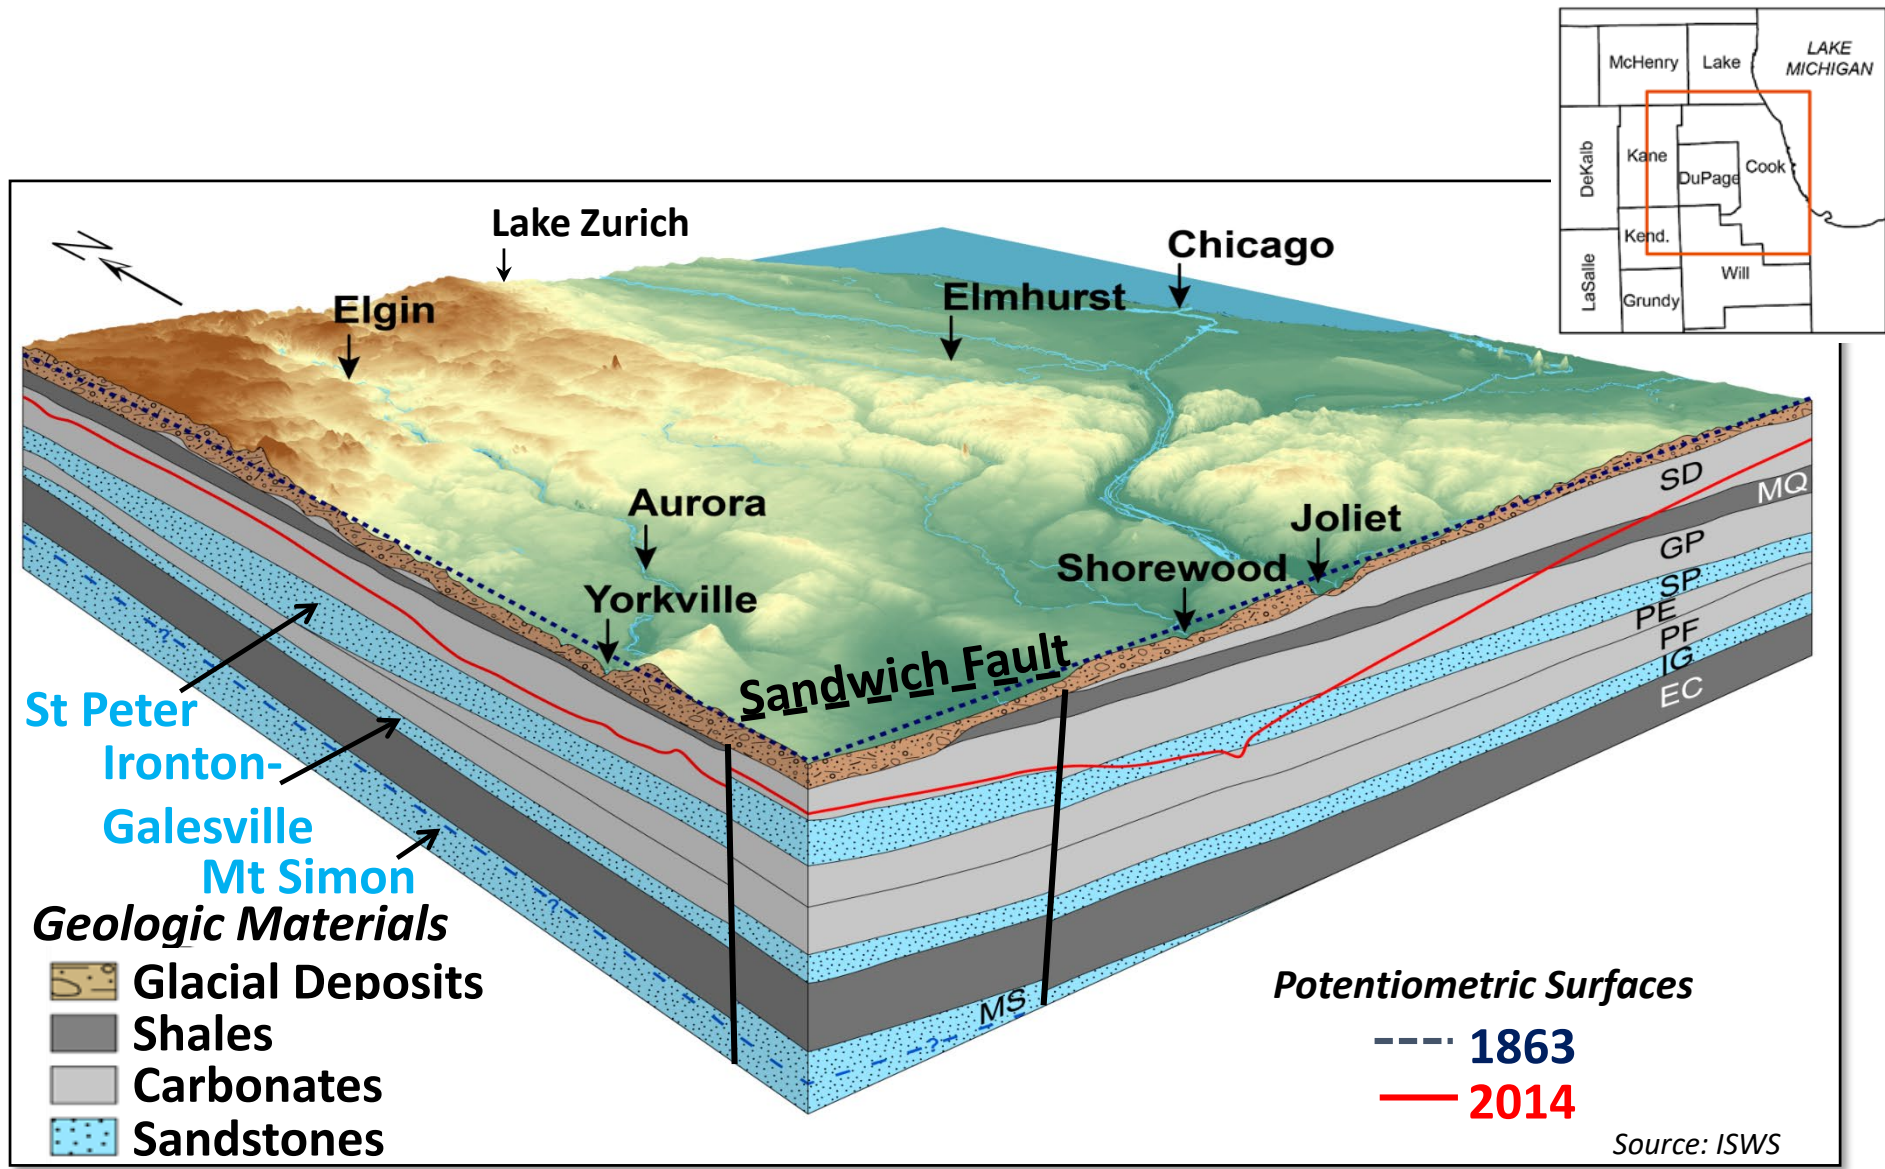 McHenry
Lake
LAKE
MICHIGAN
DeKalb
Kane
DuPage
Cook
Kend.
LaSalle
Will
Grundy
N
Lake Zurich
Chicago
Elgin
Elmhurst
Aurora
Joliet
Shorewood
Yorkville
Sandwich Fault
SD
MQ
GP
SP
PE
PF
IG
EC
MS
?
?
?
St Peter
Ironton-
Galesville
Mt Simon
Geologic Materials
Glacial Deposits
Shales
Carbonates
Sandstones
Potentiometric Surfaces
1863
2014
Source: ISWS